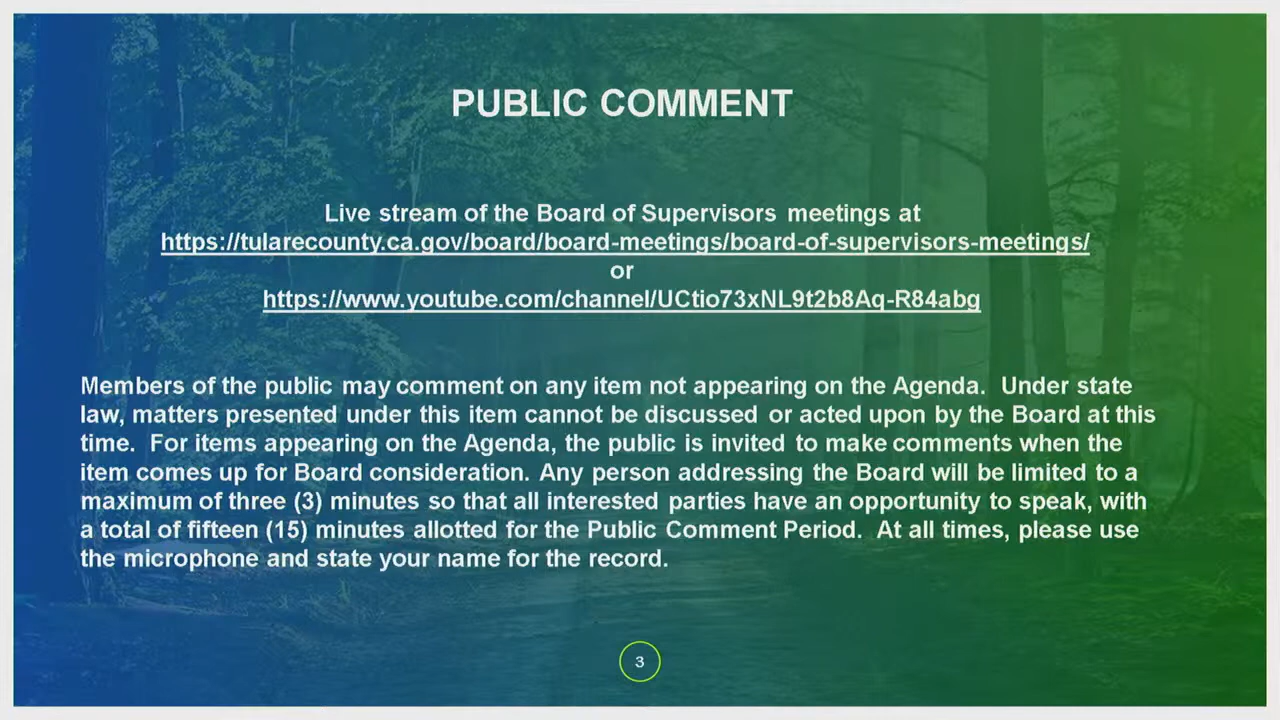 PUBLIC COMMENT
Live stream of the Board of Supervisors meetings at
https://tularecounty.ca.gov/board/board-meetings/board-of-supervisors-meetings/
or
https://www.youtube.com/channel/UCtio73xNL9t2b8Aq-R84abg
Members of the public may comment on any item not appearing on the Agenda. Under state
law, matters presented under this item cannot be discussed or acted upon by the Board at this
time. For items appearing on the Agenda, the public is invited to make comments when the
item comes up for Board consideration. Any person addressing the Board will be limited to a
maximum of three (3) minutes so that all interested parties have an opportunity to speak, with
a total of fifteen (15) minutes allotted for the Public Comment Period. At all times, please use
the microphone and state your name for the record.
3